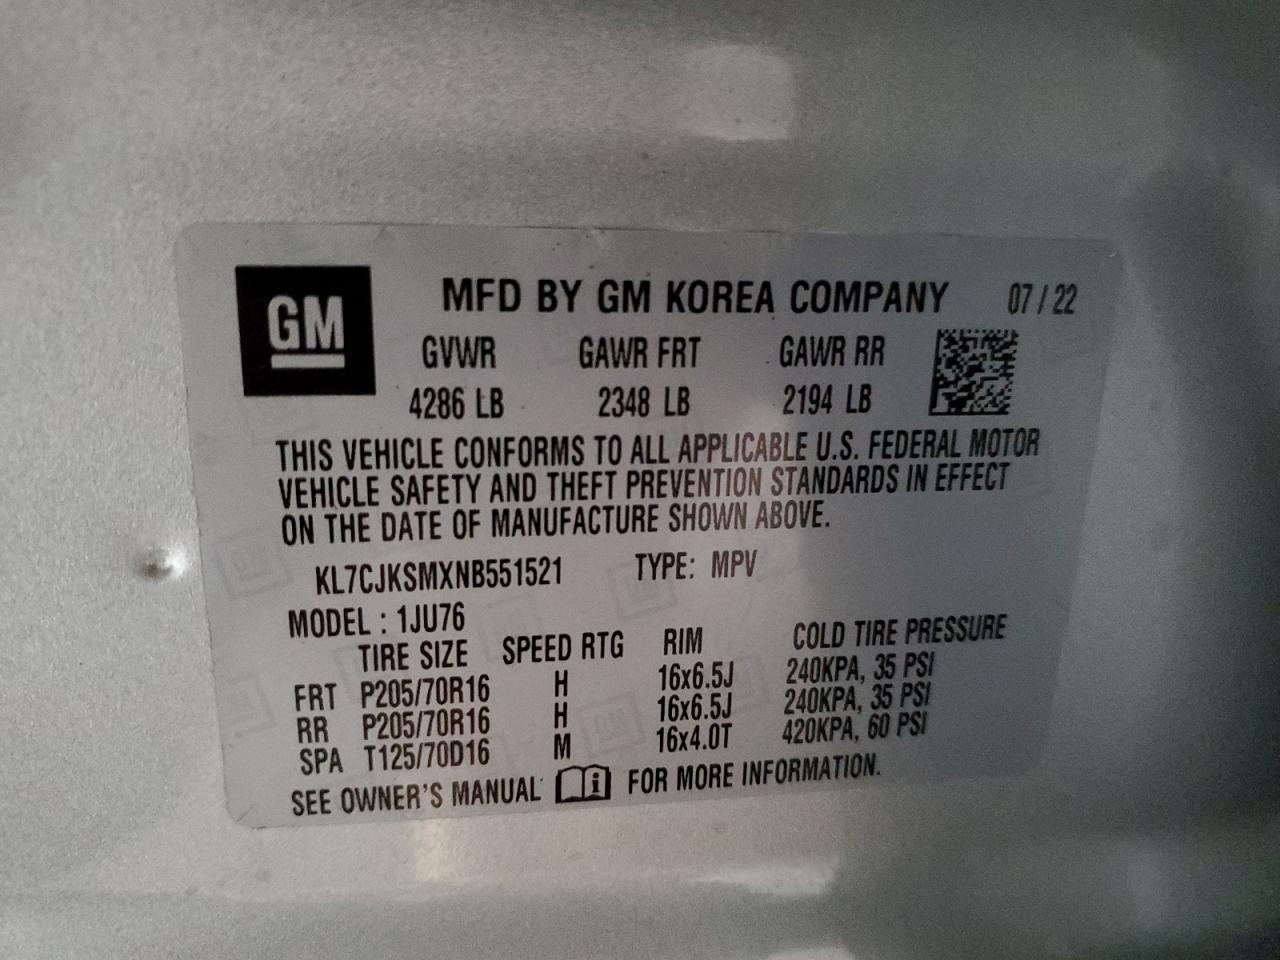 GM
MFD BY GM KOREA COMPANY 07 / 22
GVWR GAWR FRT GAWR RR
4286 LB 2348 LB 2194 LB
THIS VEHICLE CONFORMS TO ALL APPLICABLE U.S. FEDERAL MOTOR
VEHICLE SAFETY AND THEFT PREVENTION STANDARDS IN EFFECT
ON THE DATE OF MANUFACTURE SHOWN ABOVE.
KL7CJKSMXNB551521 TYPE: MPV
MODEL : 1JU76
TIRE SIZE SPEED RTG RIM COLD TIRE PRESSURE
FRT P205/70R16 H 16x6.5J 240KPA, 35 PSI
RR P205/70R16 H 16x6.5J 240KPA, 35 PSI
SPA T125/70D16 M 16x4.0T 420KPA, 60 PSI
SEE OWNER'S MANUAL FOR MORE INFORMATION.